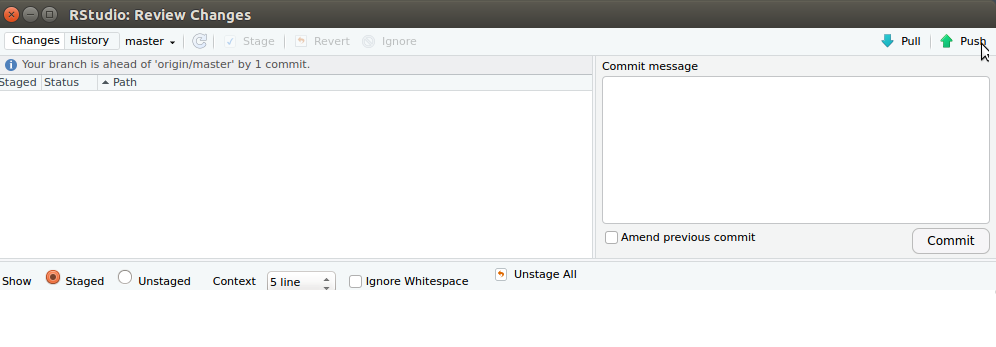 RStudio: Review Changes
Changes History master Stage Revert Ignore Pull Push
Your branch is ahead of 'origin/master' by 1 commit.
Staged Status Path
Commit message
Amend previous commit
Commit
Show Staged Unstaged Context 5 line Ignore Whitespace Unstage All